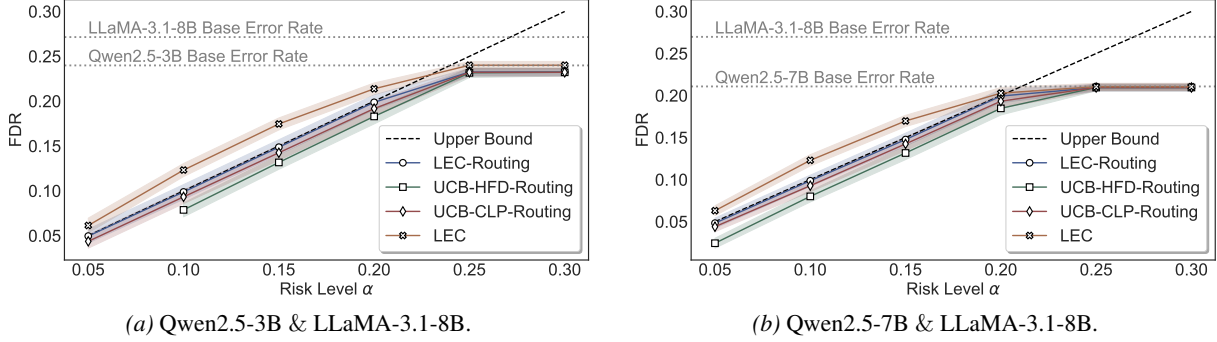 0.30
LLaMA-3.1-8B Base Error Rate
0.25
Qwen2.5-3B Base Error Rate
0.20
FDR
0.15
0.10
0.05
Upper Bound
LEC-Routing
UCB-HFD-Routing
UCB-CLP-Routing
LEC
0.05 0.10 0.15 0.20 0.25 0.30
Risk Level α
(a) Qwen2.5-3B & LLaMA-3.1-8B.
0.30
LLaMA-3.1-8B Base Error Rate
0.25
Qwen2.5-7B Base Error Rate
0.20
FDR
0.15
0.10
0.05
Upper Bound
LEC-Routing
UCB-HFD-Routing
UCB-CLP-Routing
LEC
0.05 0.10 0.15 0.20 0.25 0.30
Risk Level α
(b) Qwen2.5-7B & LLaMA-3.1-8B.